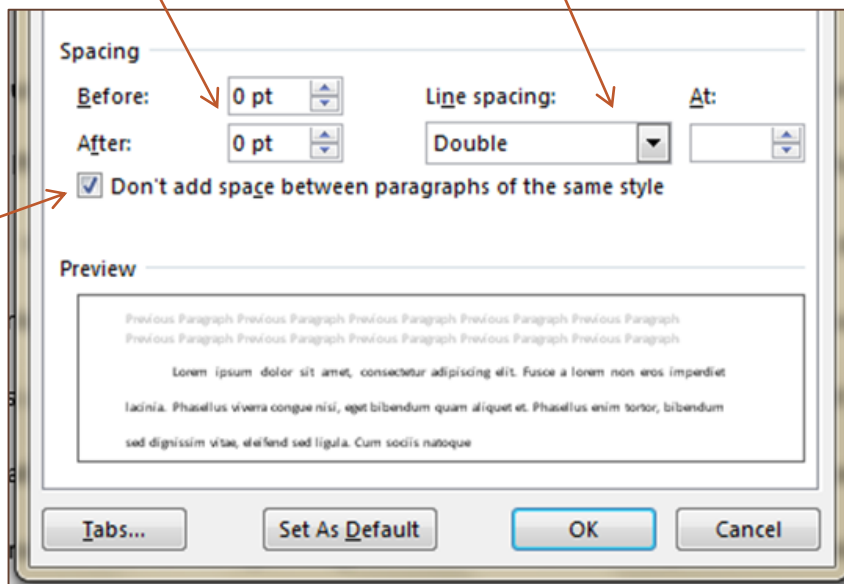 Spacing
Before: 0 pt Line spacing: At:
After: 0 pt Double
Don't add space between paragraphs of the same style
Preview
Previous Paragraph Previous Paragraph Previous Paragraph Previous Paragraph Previous Paragraph
Previous Paragraph Previous Paragraph Previous Paragraph Previous Paragraph Previous Paragraph
Lorem ipsum dolor sit amet, consectetur adipiscing elit. Fusce a lorem non eros imperdiet
lacinia. Phasellus viverra congue nisi, eget bibendum quam aliquet et. Phasellus enim tortor, bibendum
sed dignissim vitae, eleifend sed ligula. Cum sociis natoque
Tabs... Set As Default OK Cancel